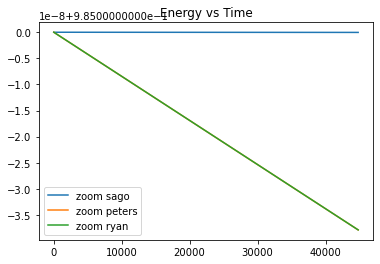 Energy vs Time
1e-8+9.8500000000e-1
0.0
−0.5
−1.0
−1.5
−2.0
−2.5
−3.0
−3.5
zoom sago
zoom peters
zoom ryan
0 10000 20000 30000 40000